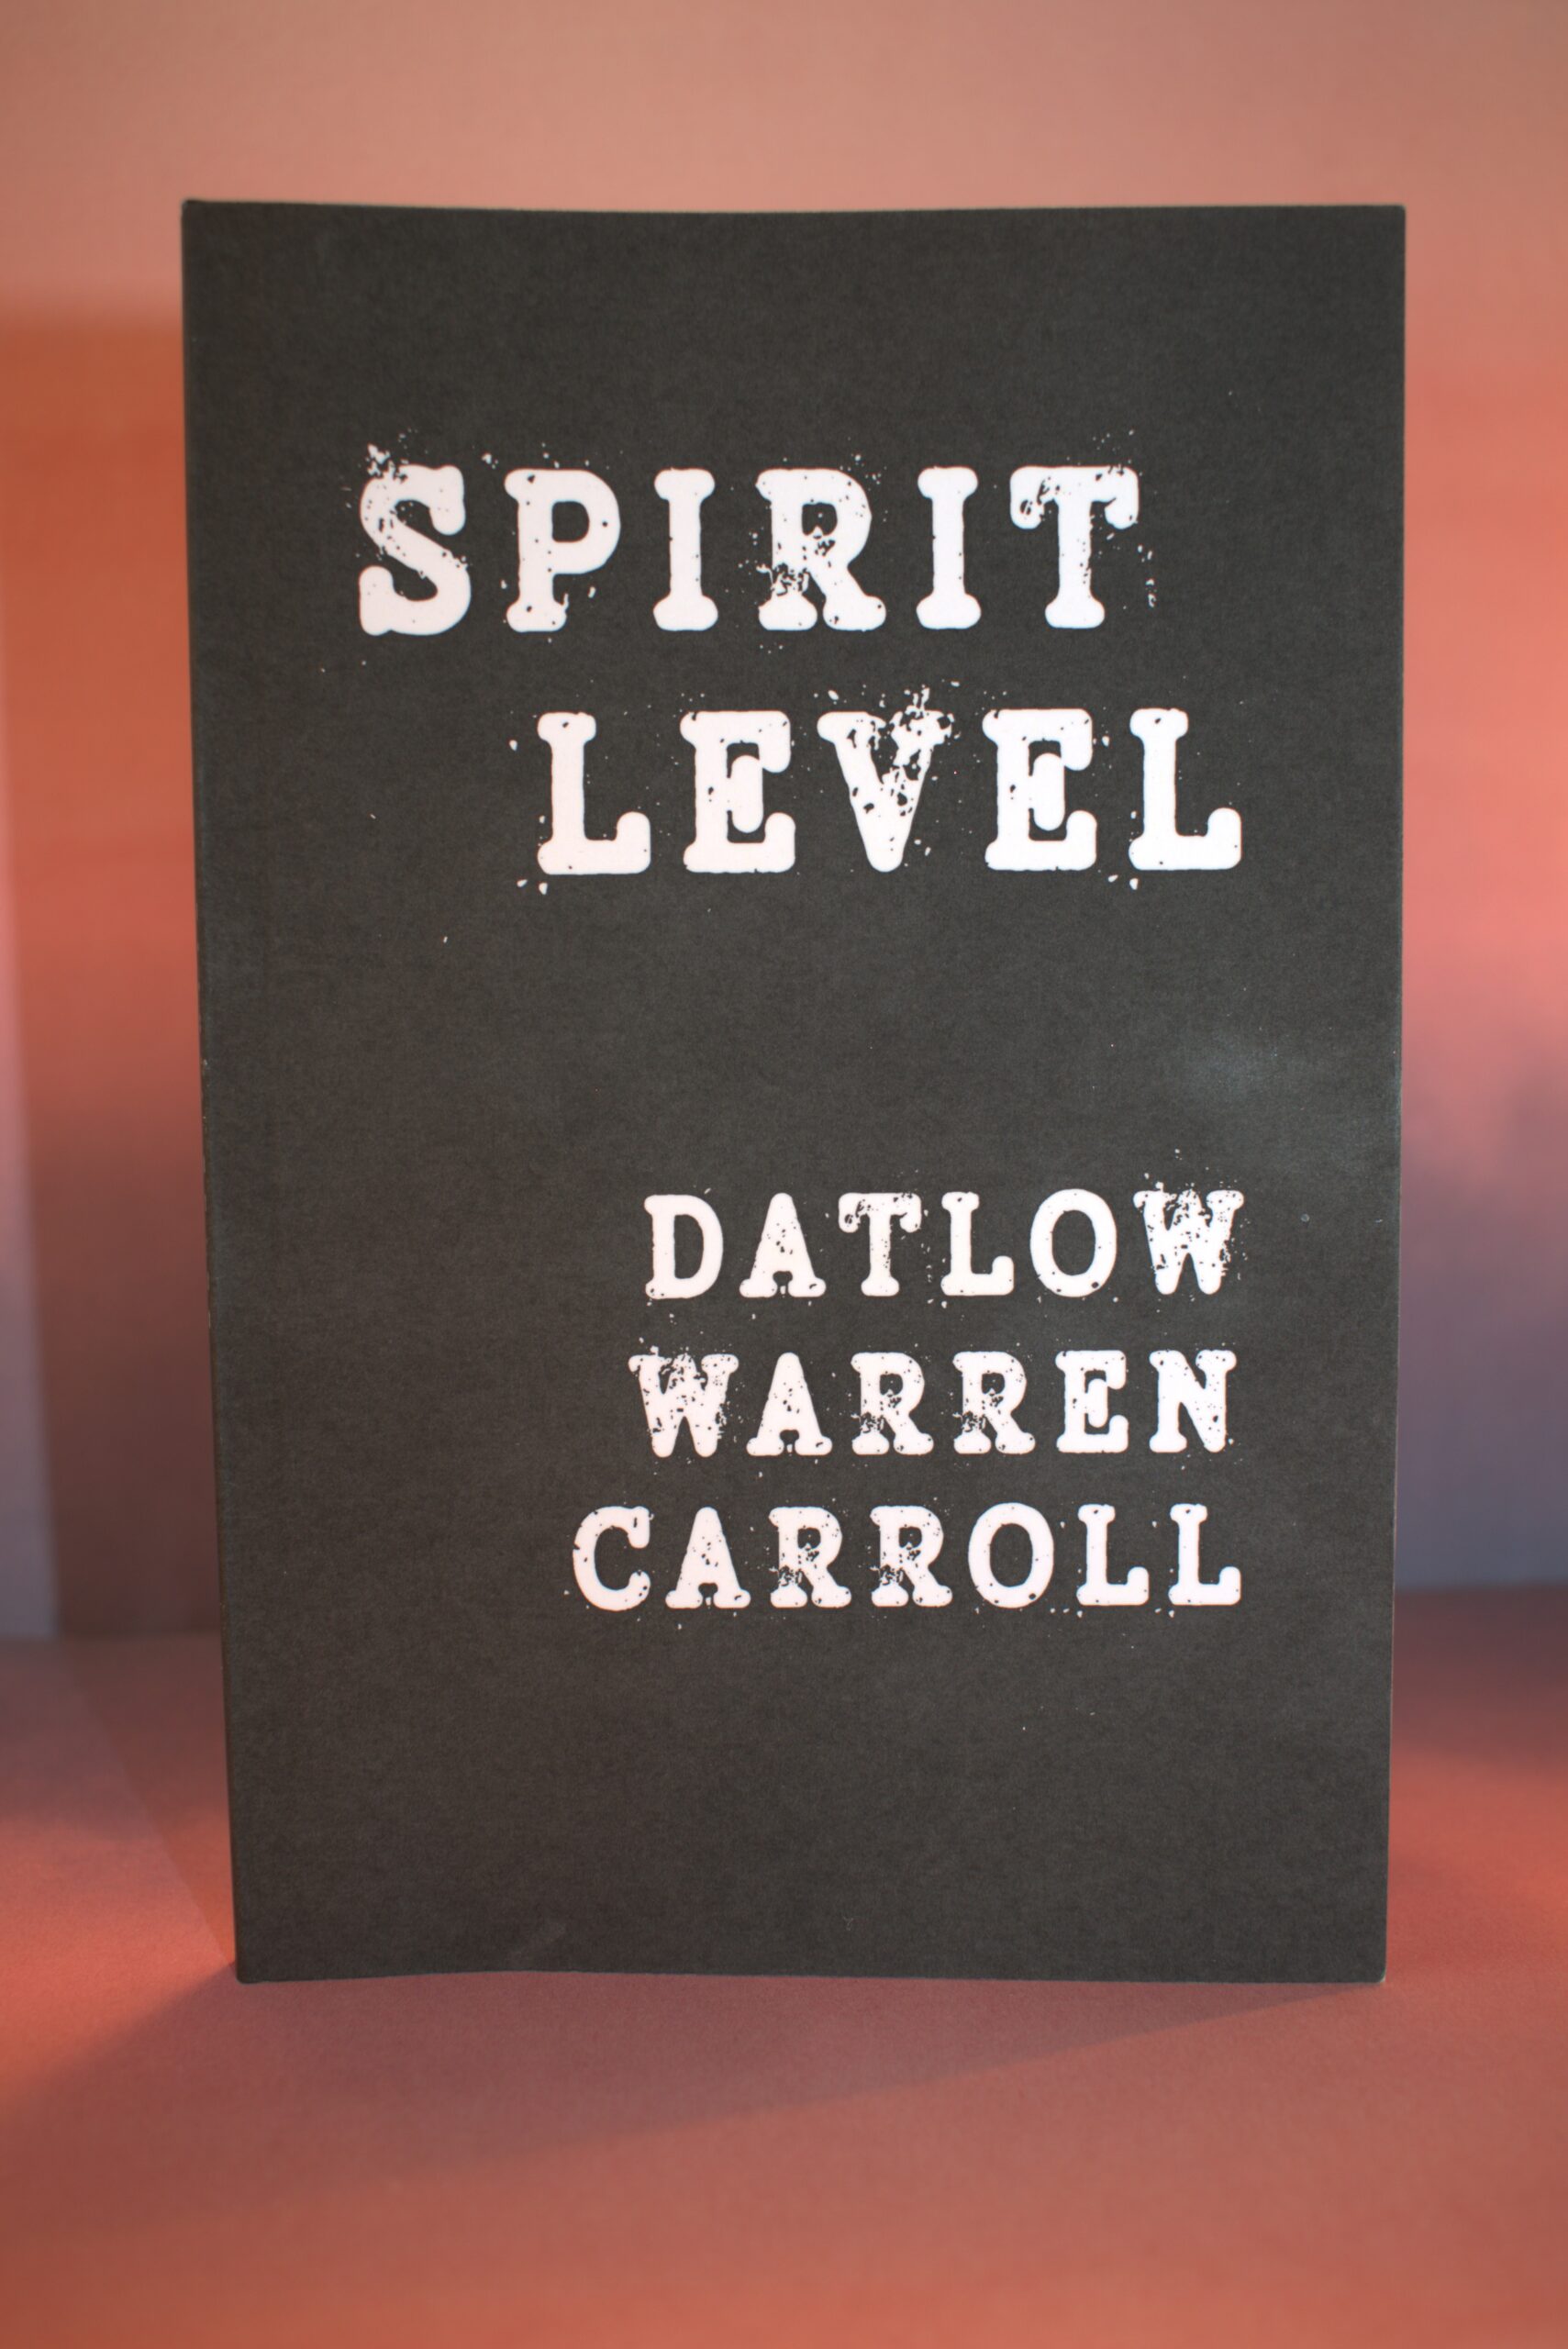 SPIRIT
LEVEL
DATLOW
WARREN
CARROLL